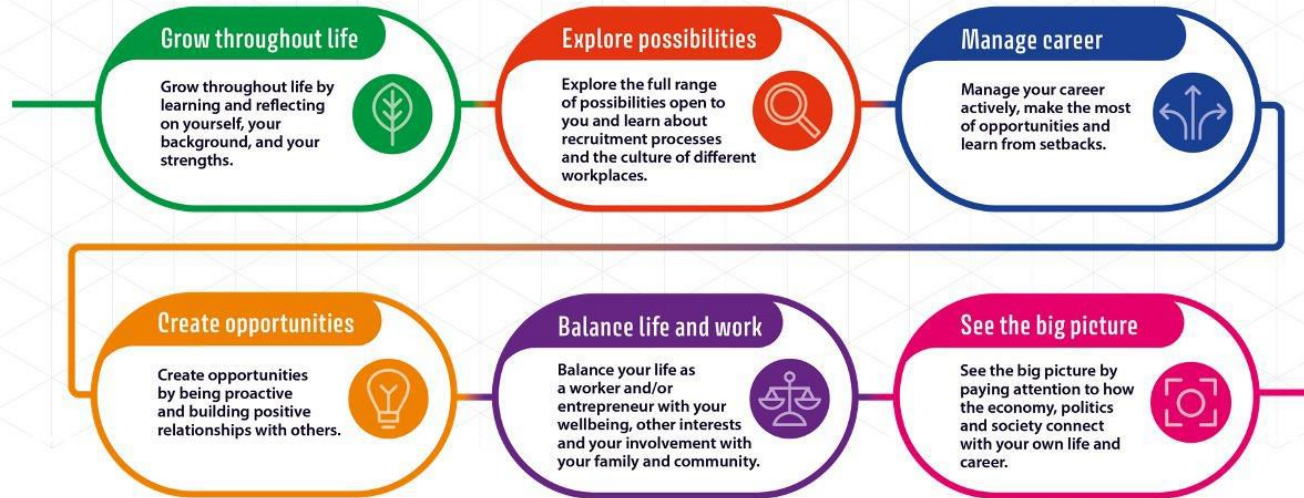 Grow throughout life
Grow throughout life by
learning and reflecting
on yourself, your
background, and your
strengths.
Explore possibilities
Explore the full range
of possibilities open to
you and learn about
recruitment processes
and the culture of different
workplaces.
Manage career
Manage your career
actively, make the most
of opportunities and
learn from setbacks.
Create opportunities
Create opportunities
by being proactive
and building positive
relationships with others.
Balance life and work
Balance your life as
a worker and/or
entrepreneur with your
wellbeing, other interests
and your involvement with
your family and community.
See the big picture
See the big picture by
paying attention to how
the economy, politics
and society connect
with your own life and
career.